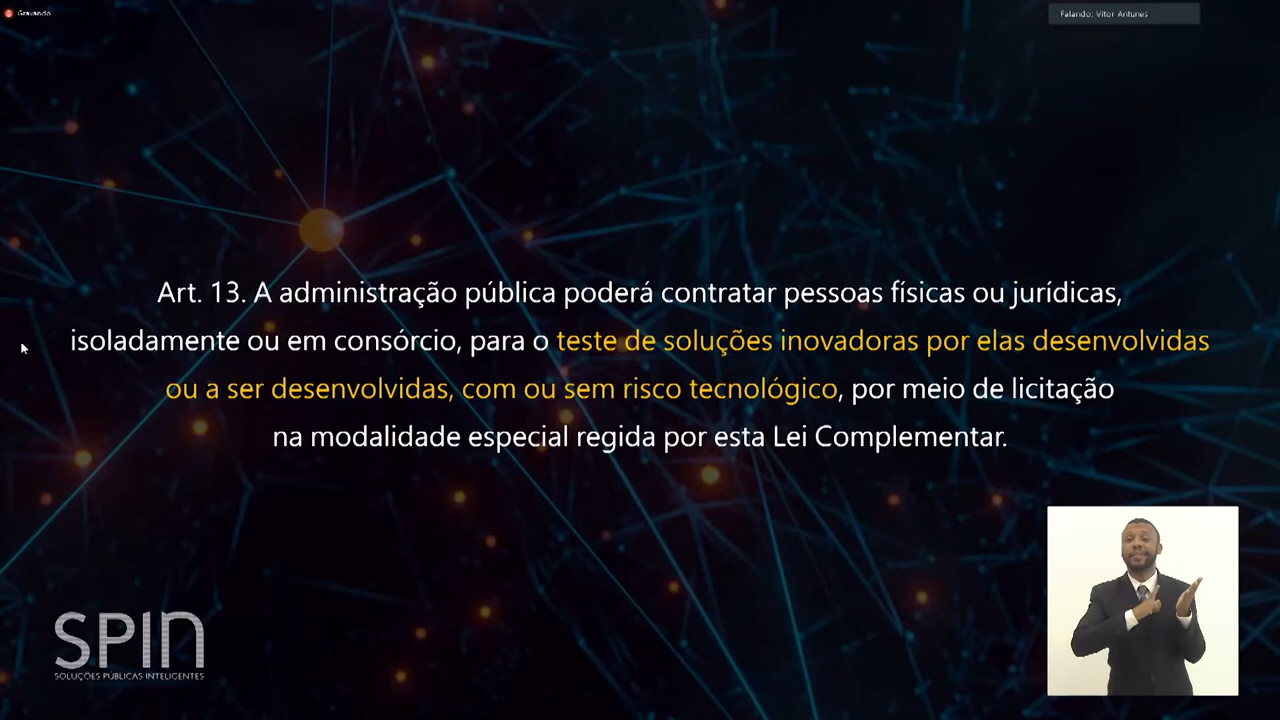 Gravando
Falando: Vitor Antunes
Art. 13. A administração pública poderá contratar pessoas físicas ou jurídicas,
isoladamente ou em consórcio, para o teste de soluções inovadoras por elas desenvolvidas
ou a ser desenvolvidas, com ou sem risco tecnológico, por meio de licitação
na modalidade especial regida por esta Lei Complementar.
SPIN
SOLUÇÕES PÚBLICAS INTELIGENTES